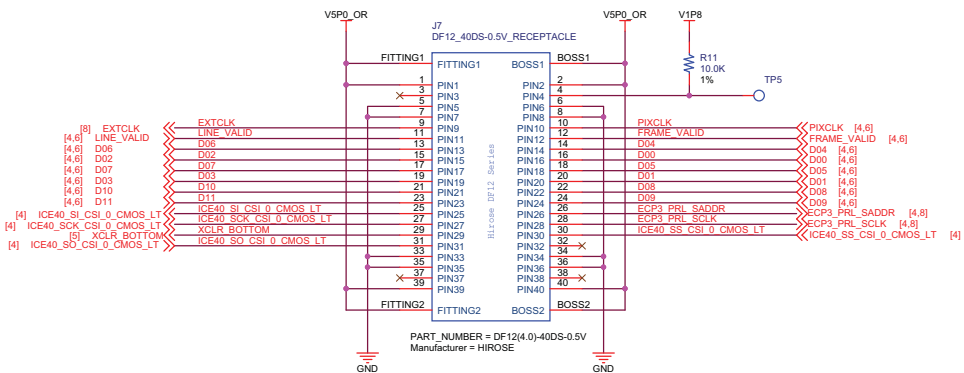 V5P0_OR V5P0_OR V1P8
J7
DF12_40DS-0.5V_RECEPTACLE
R11
10.0K
1%
TP5
FITTING1 FITTING1 BOSS1 BOSS1
1 PIN1 PIN2 2
3 PIN3 PIN4 4
5 PIN5 PIN6 6
7 PIN7 PIN8 8
[8] EXTCLK EXTCLK 9 PIN9 PIN10 10 PIXCLK PIXCLK [4,6]
[4,6] LINE_VALID LINE_VALID 11 PIN11 PIN12 12 FRAME_VALID FRAME_VALID [4,6]
[4,6] D06 D06 13 PIN13 PIN14 14 D04 D04 [4,6]
[4,6] D02 D02 15 PIN15 PIN16 16 D00 D00 [4,6]
[4,6] D07 D07 17 PIN17 PIN18 18 D05 D05 [4,6]
[4,6] D03 D03 19 PIN19 PIN20 20 D01 D01 [4,6]
[4,6] D10 D10 21 PIN21 PIN22 22 D08 D08 [4,6]
[4,6] D11 D11 23 PIN23 PIN24 24 D09 D09 [4,6]
[4] ICE40_SI_CSI_0_CMOS_LT ICE40_SI_CSI_0_CMOS_LT 25 PIN25 PIN26 26 ECP3_PRL_SADDR ECP3_PRL_SADDR [4,8]
[4] ICE40_SCK_CSI_0_CMOS_LT ICE40_SCK_CSI_0_CMOS_LT 27 PIN27 PIN28 28 ECP3_PRL_SCLK ECP3_PRL_SCLK [4,8]
[5] XCLR_BOTTOM XCLR_BOTTOM 29 PIN29 PIN30 30 ICE40_SS_CSI_0_CMOS_LT ICE40_SS_CSI_0_CMOS_LT [4]
[4] ICE40_SO_CSI_0_CMOS_LT ICE40_SO_CSI_0_CMOS_LT 31 PIN31 PIN32 32
33 PIN33 PIN34 34
35 PIN35 PIN36 36
37 PIN37 PIN38 38
39 PIN39 PIN40 40
FITTING2 FITTING2 BOSS2 BOSS2
Hirose DF12 Series
PART_NUMBER = DF12(4.0)-40DS-0.5V
Manufacturer = HIROSE
GND GND